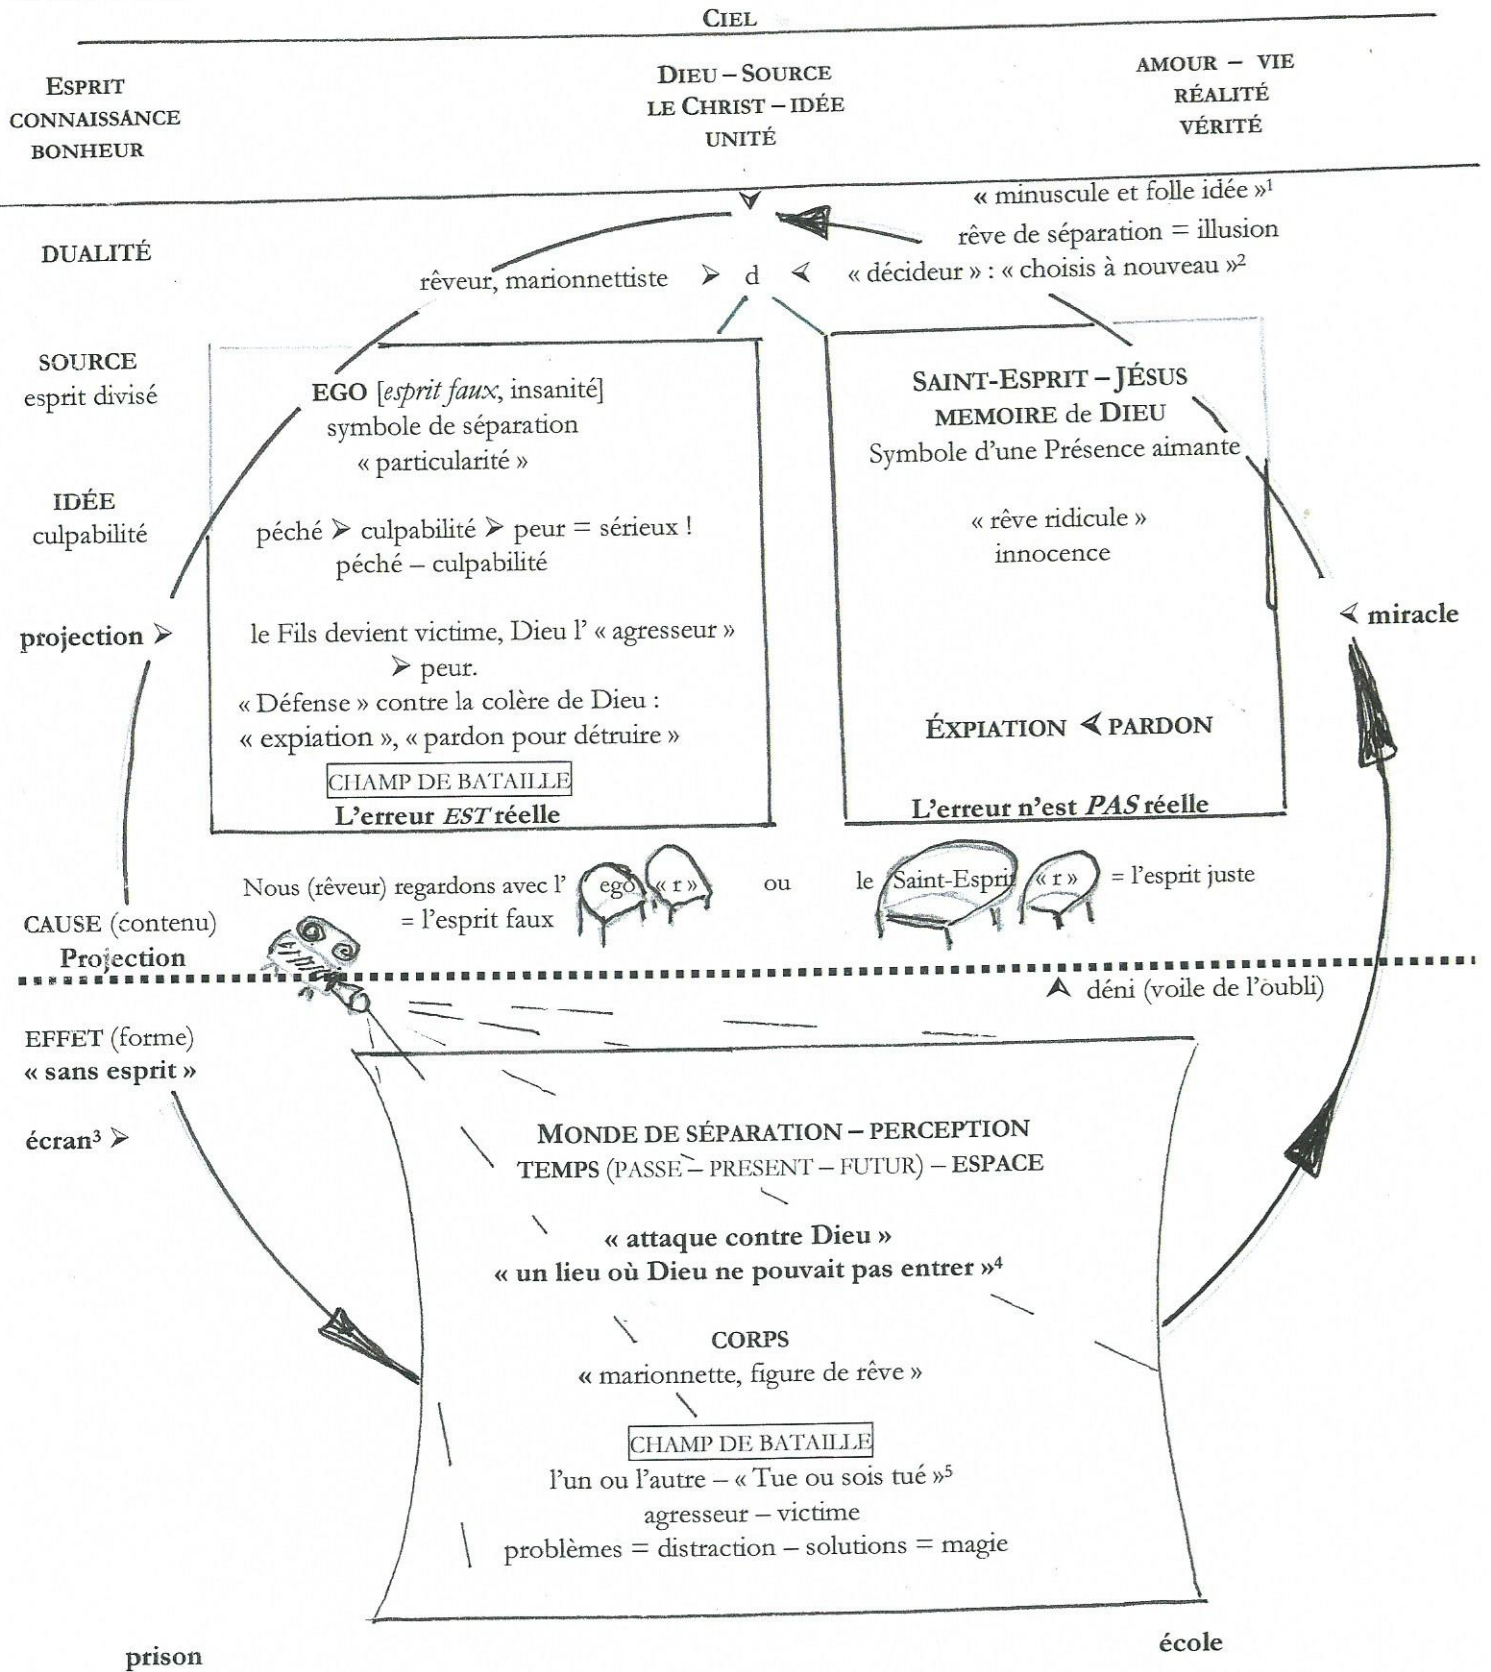 CIEL
ESPRIT
CONNAISSANCE
BONHEUR
DIEU – SOURCE
LE CHRIST – IDÉE
UNITÉ
AMOUR – VIE
RÉALITÉ
VÉRITÉ
« minuscule et folle idée »¹
DUALITÉ
rêve de séparation = illusion
rêveur, marionnettiste ➢ d ⮘ « décideur » : « choisis à nouveau »²
SOURCE
esprit divisé
IDÉE
culpabilité
projection ➢
EGO [esprit faux, insanité]
symbole de séparation
« particularité »
péché ➢ culpabilité ➢ peur = sérieux !
péché – culpabilité
le Fils devient victime, Dieu l’ « agresseur »
➢ peur.
« Défense » contre la colère de Dieu :
« expiation », « pardon pour détruire »
CHAMP DE BATAILLE
L’erreur EST réelle
SAINT-ESPRIT – JÉSUS
MEMOIRE de DIEU
Symbole d’une Présence aimante
« rêve ridicule »
innocence
ÉXPIATION ⮘ PARDON
L’erreur n’est PAS réelle
⮘ miracle
Nous (rêveur) regardons avec l’ ego « r » ou le Saint-Esprit « r » = l’esprit juste
= l’esprit faux
CAUSE (contenu)
Projection
⮙ déni (voile de l’oubli)
EFFET (forme)
« sans esprit »
écran³ ➢
MONDE DE SÉPARATION – PERCEPTION
TEMPS (PASSE – PRESENT – FUTUR) – ESPACE
« attaque contre Dieu »
« un lieu où Dieu ne pouvait pas entrer »⁴
CORPS
« marionnette, figure de rêve »
CHAMP DE BATAILLE
l’un ou l’autre – « Tue ou sois tué »⁵
agresseur – victime
problèmes = distraction – solutions = magie
prison
école